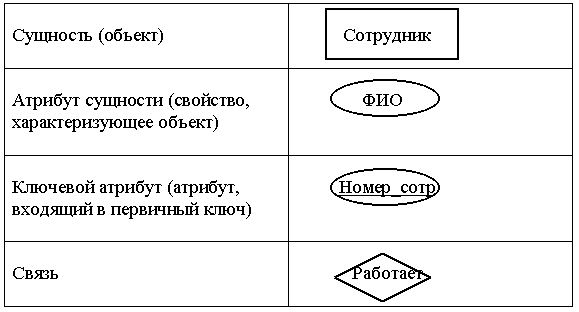 Сущность (объект)
Сотрудник
Атрибут сущности (свойство,
характеризующее объект)
ФИО
Ключевой атрибут (атрибут,
входящий в первичный ключ)
Номер_сотр
Связь
Работает